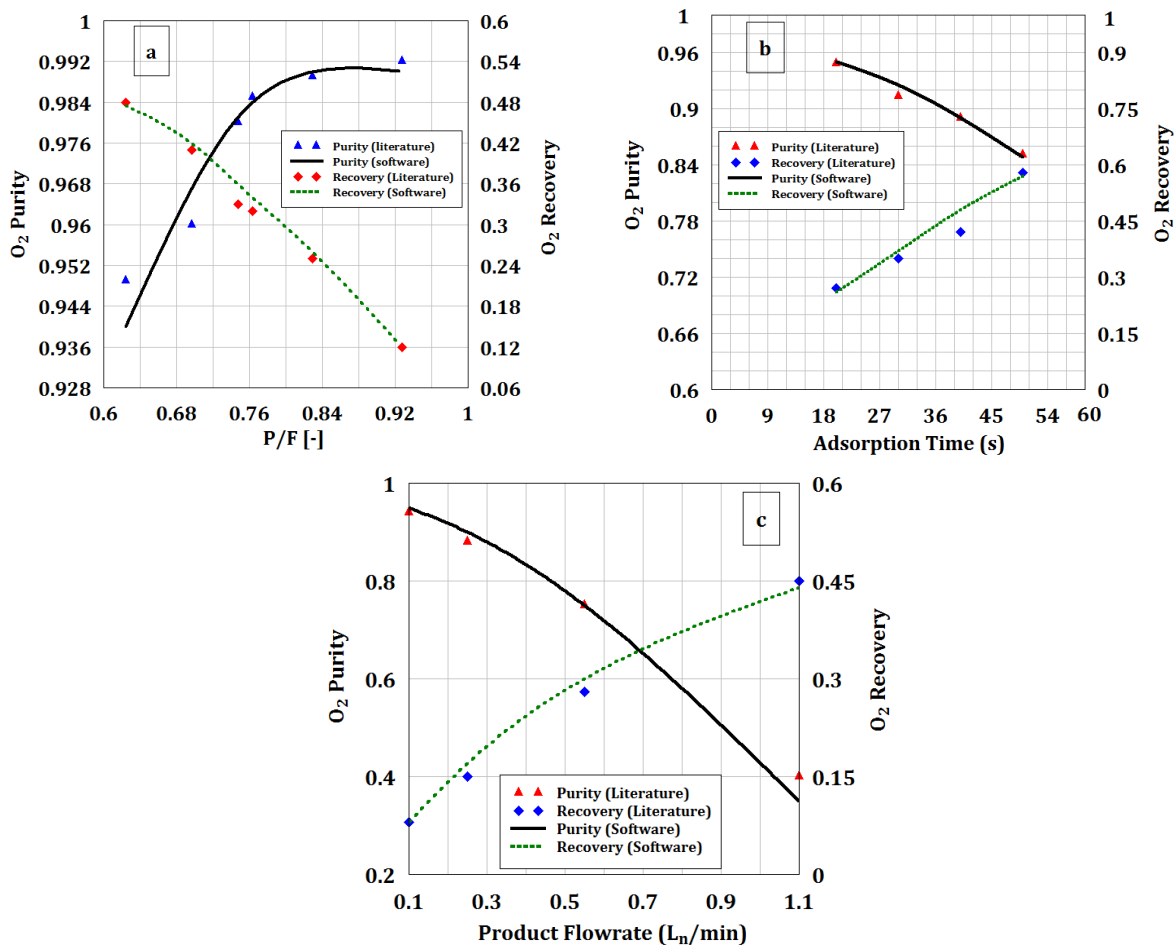 a
1
0.992
0.984
0.976
0.968
0.96
0.952
0.944
0.936
0.928
O2 Purity
0.6
0.54
0.48
0.42
0.36
0.3
0.24
0.18
0.12
0.06
O2 Recovery
Purity (literature)
Purity (software)
Recovery (Literature)
Recovery (Software)
0.6 0.68 0.76 0.84 0.92 1
P/F [-]
b
1
0.96
0.9
0.84
0.78
0.72
0.66
0.6
O2 Purity
1
0.9
0.75
0.6
0.45
0.3
0.15
0
O2 Recovery
Purity (Literature)
Recovery (Literature)
Purity (Software)
Recovery (Software)
0 9 18 27 36 45 54 60
Adsorption Time (s)
c
1
0.8
0.6
0.4
0.2
O2 Purity
0.6
0.45
0.3
0.15
0
O2 Recovery
Purity (Literature)
Recovery (Literature)
Purity (Software)
Recovery (Software)
0.1 0.3 0.5 0.7 0.9 1.1
Product Flowrate (Ln/min)